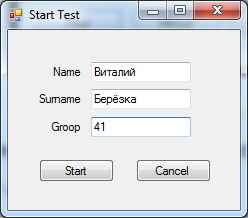 Start Test
Name Виталий
Surname Берёзка
Groop 41
Start Cancel